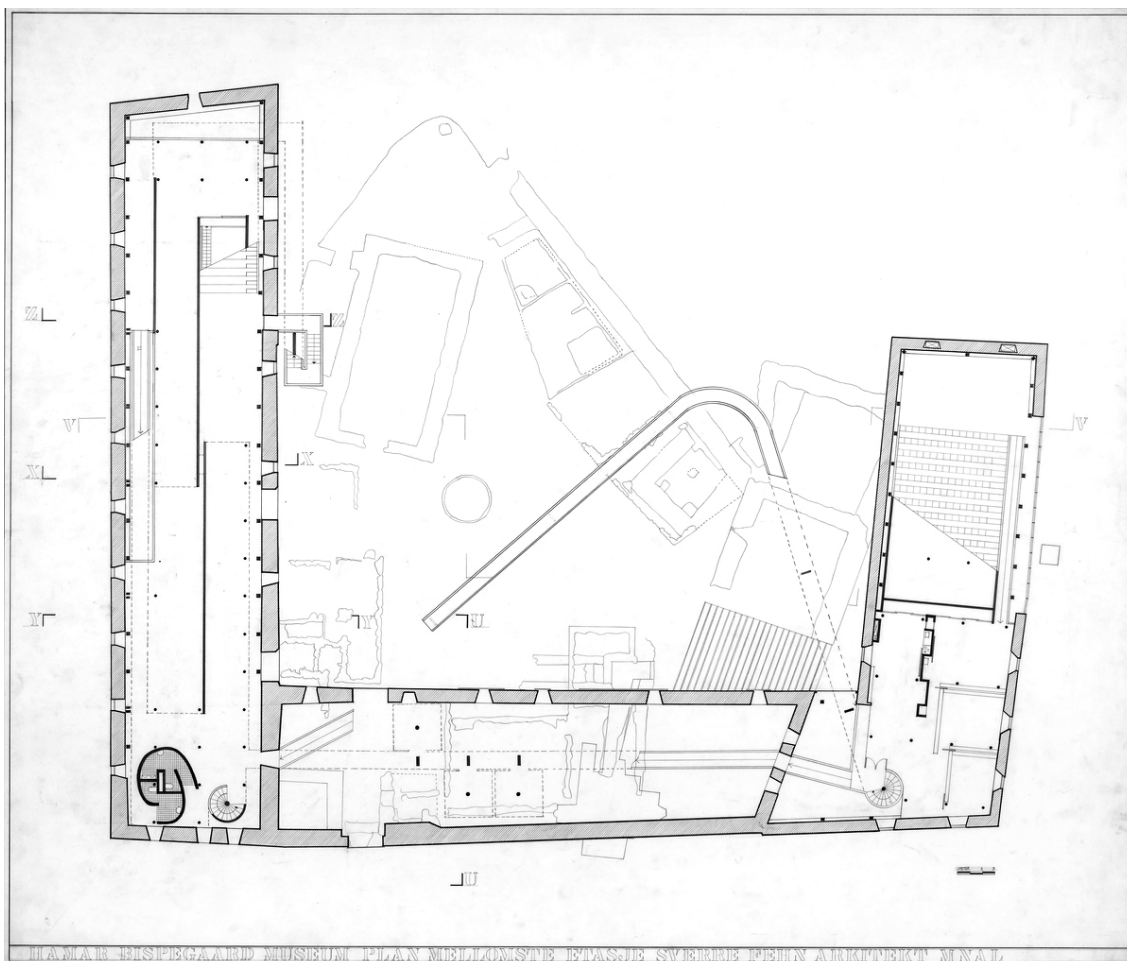 Z Z
V V
X X
Y Y U
U
HAMAR BISPEGAARD MUSEUM PLAN MELLOMSTE ETASJE SVERRE FEHN ARKITEKT MNAL